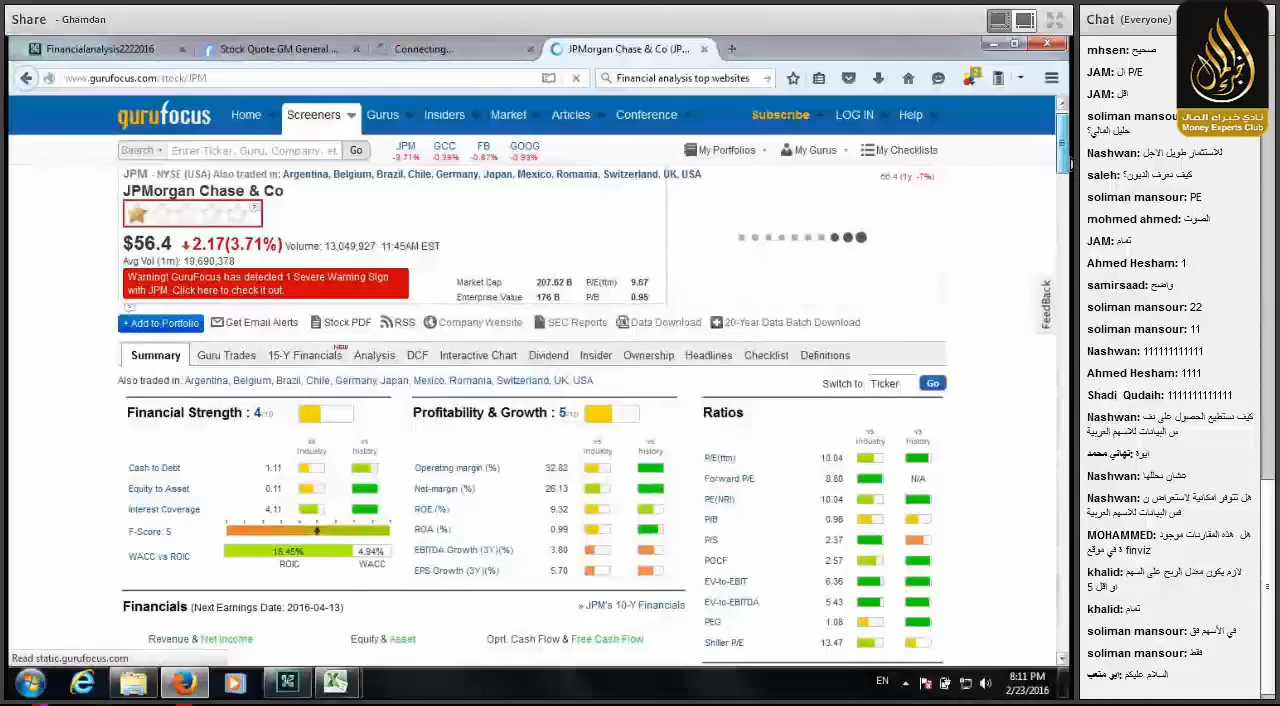 Share - Ghamdan
Financialanalysis2222016
Stock Quote GM General ...
Connecting...
JPMorgan Chase & Co (JP...
www.gurufocus.com/stock/JPM
Financial analysis top websites
gurufocus Home Screeners Gurus Insiders Market Articles Conference Subscribe LOG IN Help
Search Enter Ticker, Guru, Company, et Go
JPM GCC FB GOOG
-3.71% -0.39% -0.87% -0.93%
My Portfolios My Gurus My Checklists
JPM - NYSE (USA) Also traded in: Argentina, Belgium, Brazil, Chile, Germany, Japan, Mexico, Romania, Switzerland, UK, USA
JPMorgan Chase & Co
$56.4 2.17(3.71%) Volume: 13,049,927 11:45AM EST
Avg Vol (1m): 18,690,378
Warning! GuruFocus has detected 1 Severe Warning Sign
with JPM. Click here to check it out.
Market Cap 207.62 B P/E(ttm) 9.67
Enterprise Value 176 B P/B 0.95
FeedBack
+ Add to Portfolio Get Email Alerts Stock PDF RSS Company Website SEC Reports Data Download 20-Year Data Batch Download
Summary Guru Trades 15-Y Financials NEW Analysis DCF Interactive Chart Dividend Insider Ownership Headlines Checklist Definitions
Also traded in: Argentina, Belgium, Brazil, Chile, Germany, Japan, Mexico, Romania, Switzerland, UK, USA
Switch to: Ticker Go
Financial Strength : 4/10
vs industry vs history
Cash to Debt 1.11
Equity to Asset 0.11
Interest Coverage 4.11
F-Score: 5
WACC vs ROIC 18.45% 4.94%
ROIC WACC
Profitability & Growth : 5/10
vs industry vs history
Operating margin (%) 32.82
Net-margin (%) 26.13
ROE (%) 9.32
ROA (%) 0.99
EBITDA Growth (3Y)(%) 3.80
EPS Growth (3Y)(%) 5.70
Ratios
vs industry vs history
P/E(ttm) 10.04
Forward P/E 8.80 N/A
PE(NRI) 10.04
P/B 0.98
P/S 2.37
POCF 2.57
EV-to-EBIT 6.36
EV-to-EBITDA 5.43
PEG 1.08
Shiller P/E 13.47
Financials (Next Earnings Date: 2016-04-13)
» JPM's 10-Y Financials
Revenue & Net Income
Equity & Asset
Oprt. Cash Flow & Free Cash Flow
Read static.gurufocus.com
EN
8:11 PM
2/23/2016
Chat (Everyone)
نادي خبراء المال
Money Experts Club
mhsen: صحيح
JAM: ال P/E
JAM: اقل
soliman mansou
حليل المالي؟
Nashwan: للاستثمار طويل الاجل
saleh: كيف نعرف الديون؟
soliman mansour: PE
mohmed ahmed: الصوت
JAM: تمام
Ahmed Hesham: 1
samirsaad: واضح
soliman mansour: 22
soliman mansour: 11
Nashwan: 111111111111
Ahmed Hesham: 1111
Shadi Qudaih: 1111111111111
Nashwan: كيف نستطيع الحصول على نف
س البيانات للاسهم العربية
تهاني محمد: ايوة
Nashwan: عشان نحللها
Nashwan: هل تتوفر امكانية لاستعراض ن
فس البيانات للاسهم العربية
MOHAMMED: هل هذه المقارنات موجود
ة في موقع finviz
khalid: لازم يكون معدل الربح على السهم
5 او اقل
khalid: تمام
soliman mansour: في الأسهم فق
soliman mansour: فقط
ابو متعب: السلام عليكم